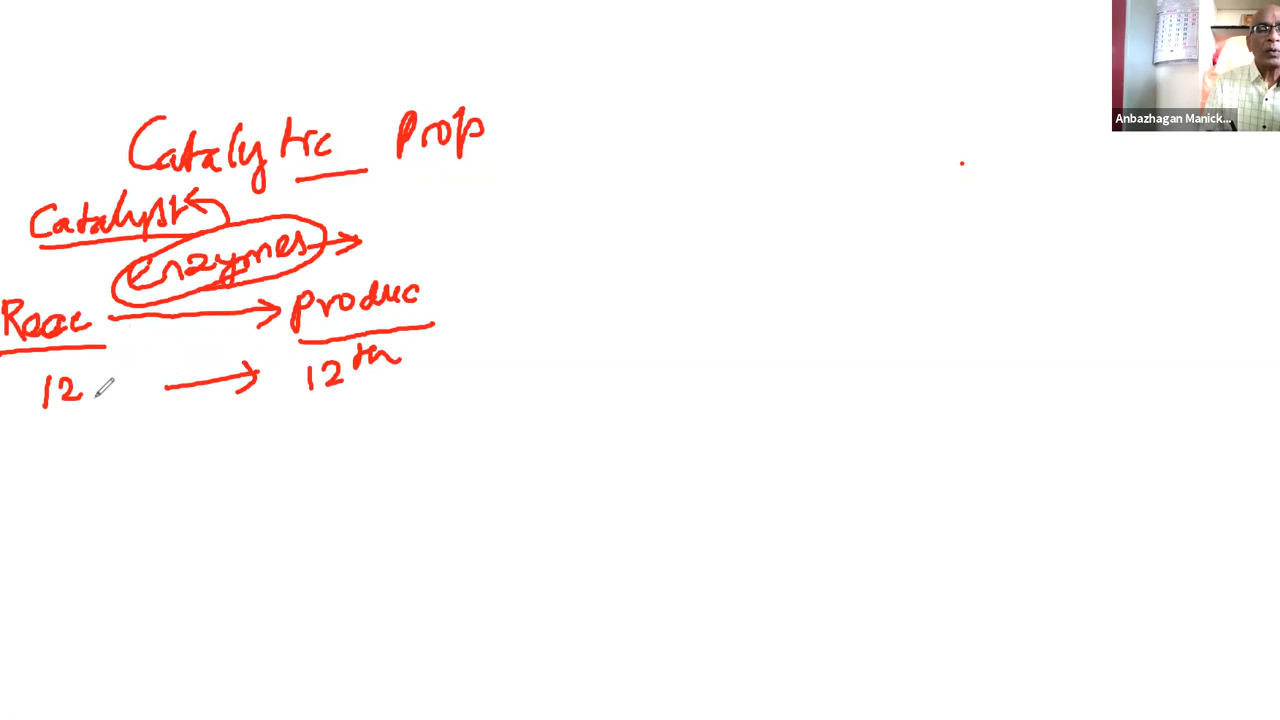 Catalytic Prop
Catalyst
enzymes
Reac → Produc
12 → 12th
Anbazhagan Manick...